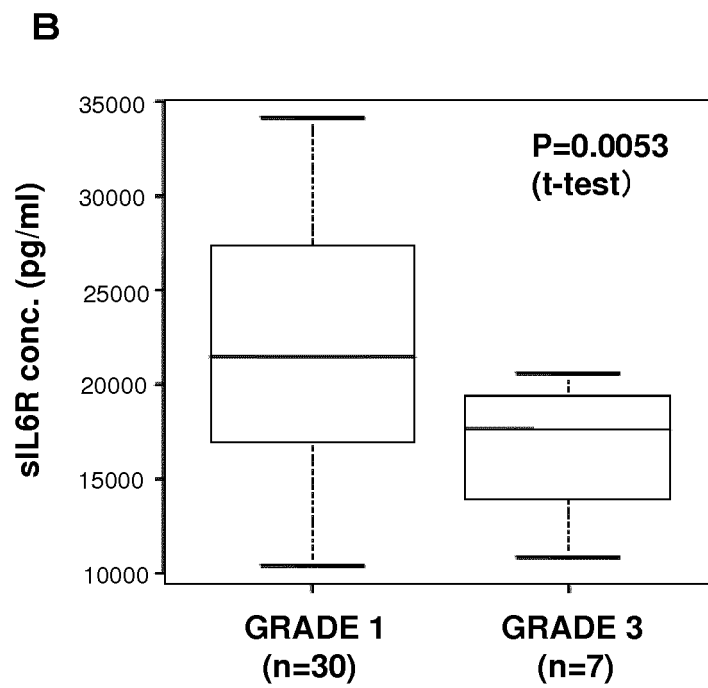 B
sIL6R conc. (pg/ml)
35000
30000
25000
20000
15000
10000
P=0.0053
(t-test)
GRADE 1
(n=30)
GRADE 3
(n=7)